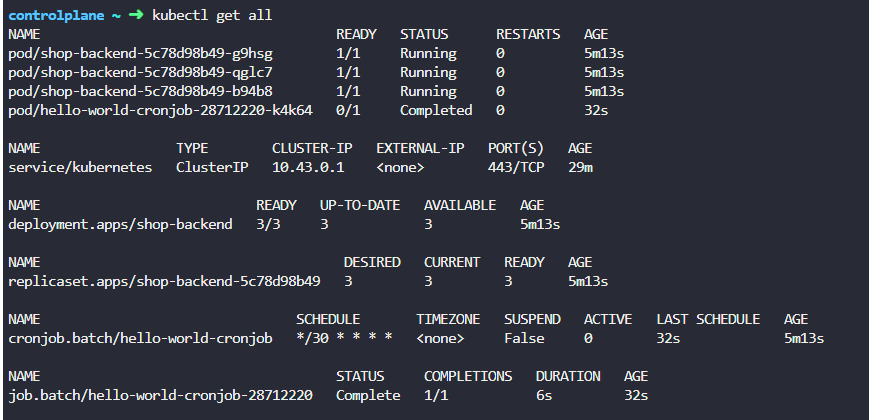 controlplane ~ ➜ kubectl get all
NAME READY STATUS RESTARTS AGE
pod/shop-backend-5c78d98b49-g9hsg 1/1 Running 0 5m13s
pod/shop-backend-5c78d98b49-qglc7 1/1 Running 0 5m13s
pod/shop-backend-5c78d98b49-b94b8 1/1 Running 0 5m13s
pod/hello-world-cronjob-28712220-k4k64 0/1 Completed 0 32s
NAME TYPE CLUSTER-IP EXTERNAL-IP PORT(S) AGE
service/kubernetes ClusterIP 10.43.0.1 <none> 443/TCP 29m
NAME READY UP-TO-DATE AVAILABLE AGE
deployment.apps/shop-backend 3/3 3 3 5m13s
NAME DESIRED CURRENT READY AGE
replicaset.apps/shop-backend-5c78d98b49 3 3 3 5m13s
NAME SCHEDULE TIMEZONE SUSPEND ACTIVE LAST SCHEDULE AGE
cronjob.batch/hello-world-cronjob */30 * * * * <none> False 0 32s 5m13s
NAME STATUS COMPLETIONS DURATION AGE
job.batch/hello-world-cronjob-28712220 Complete 1/1 6s 32s